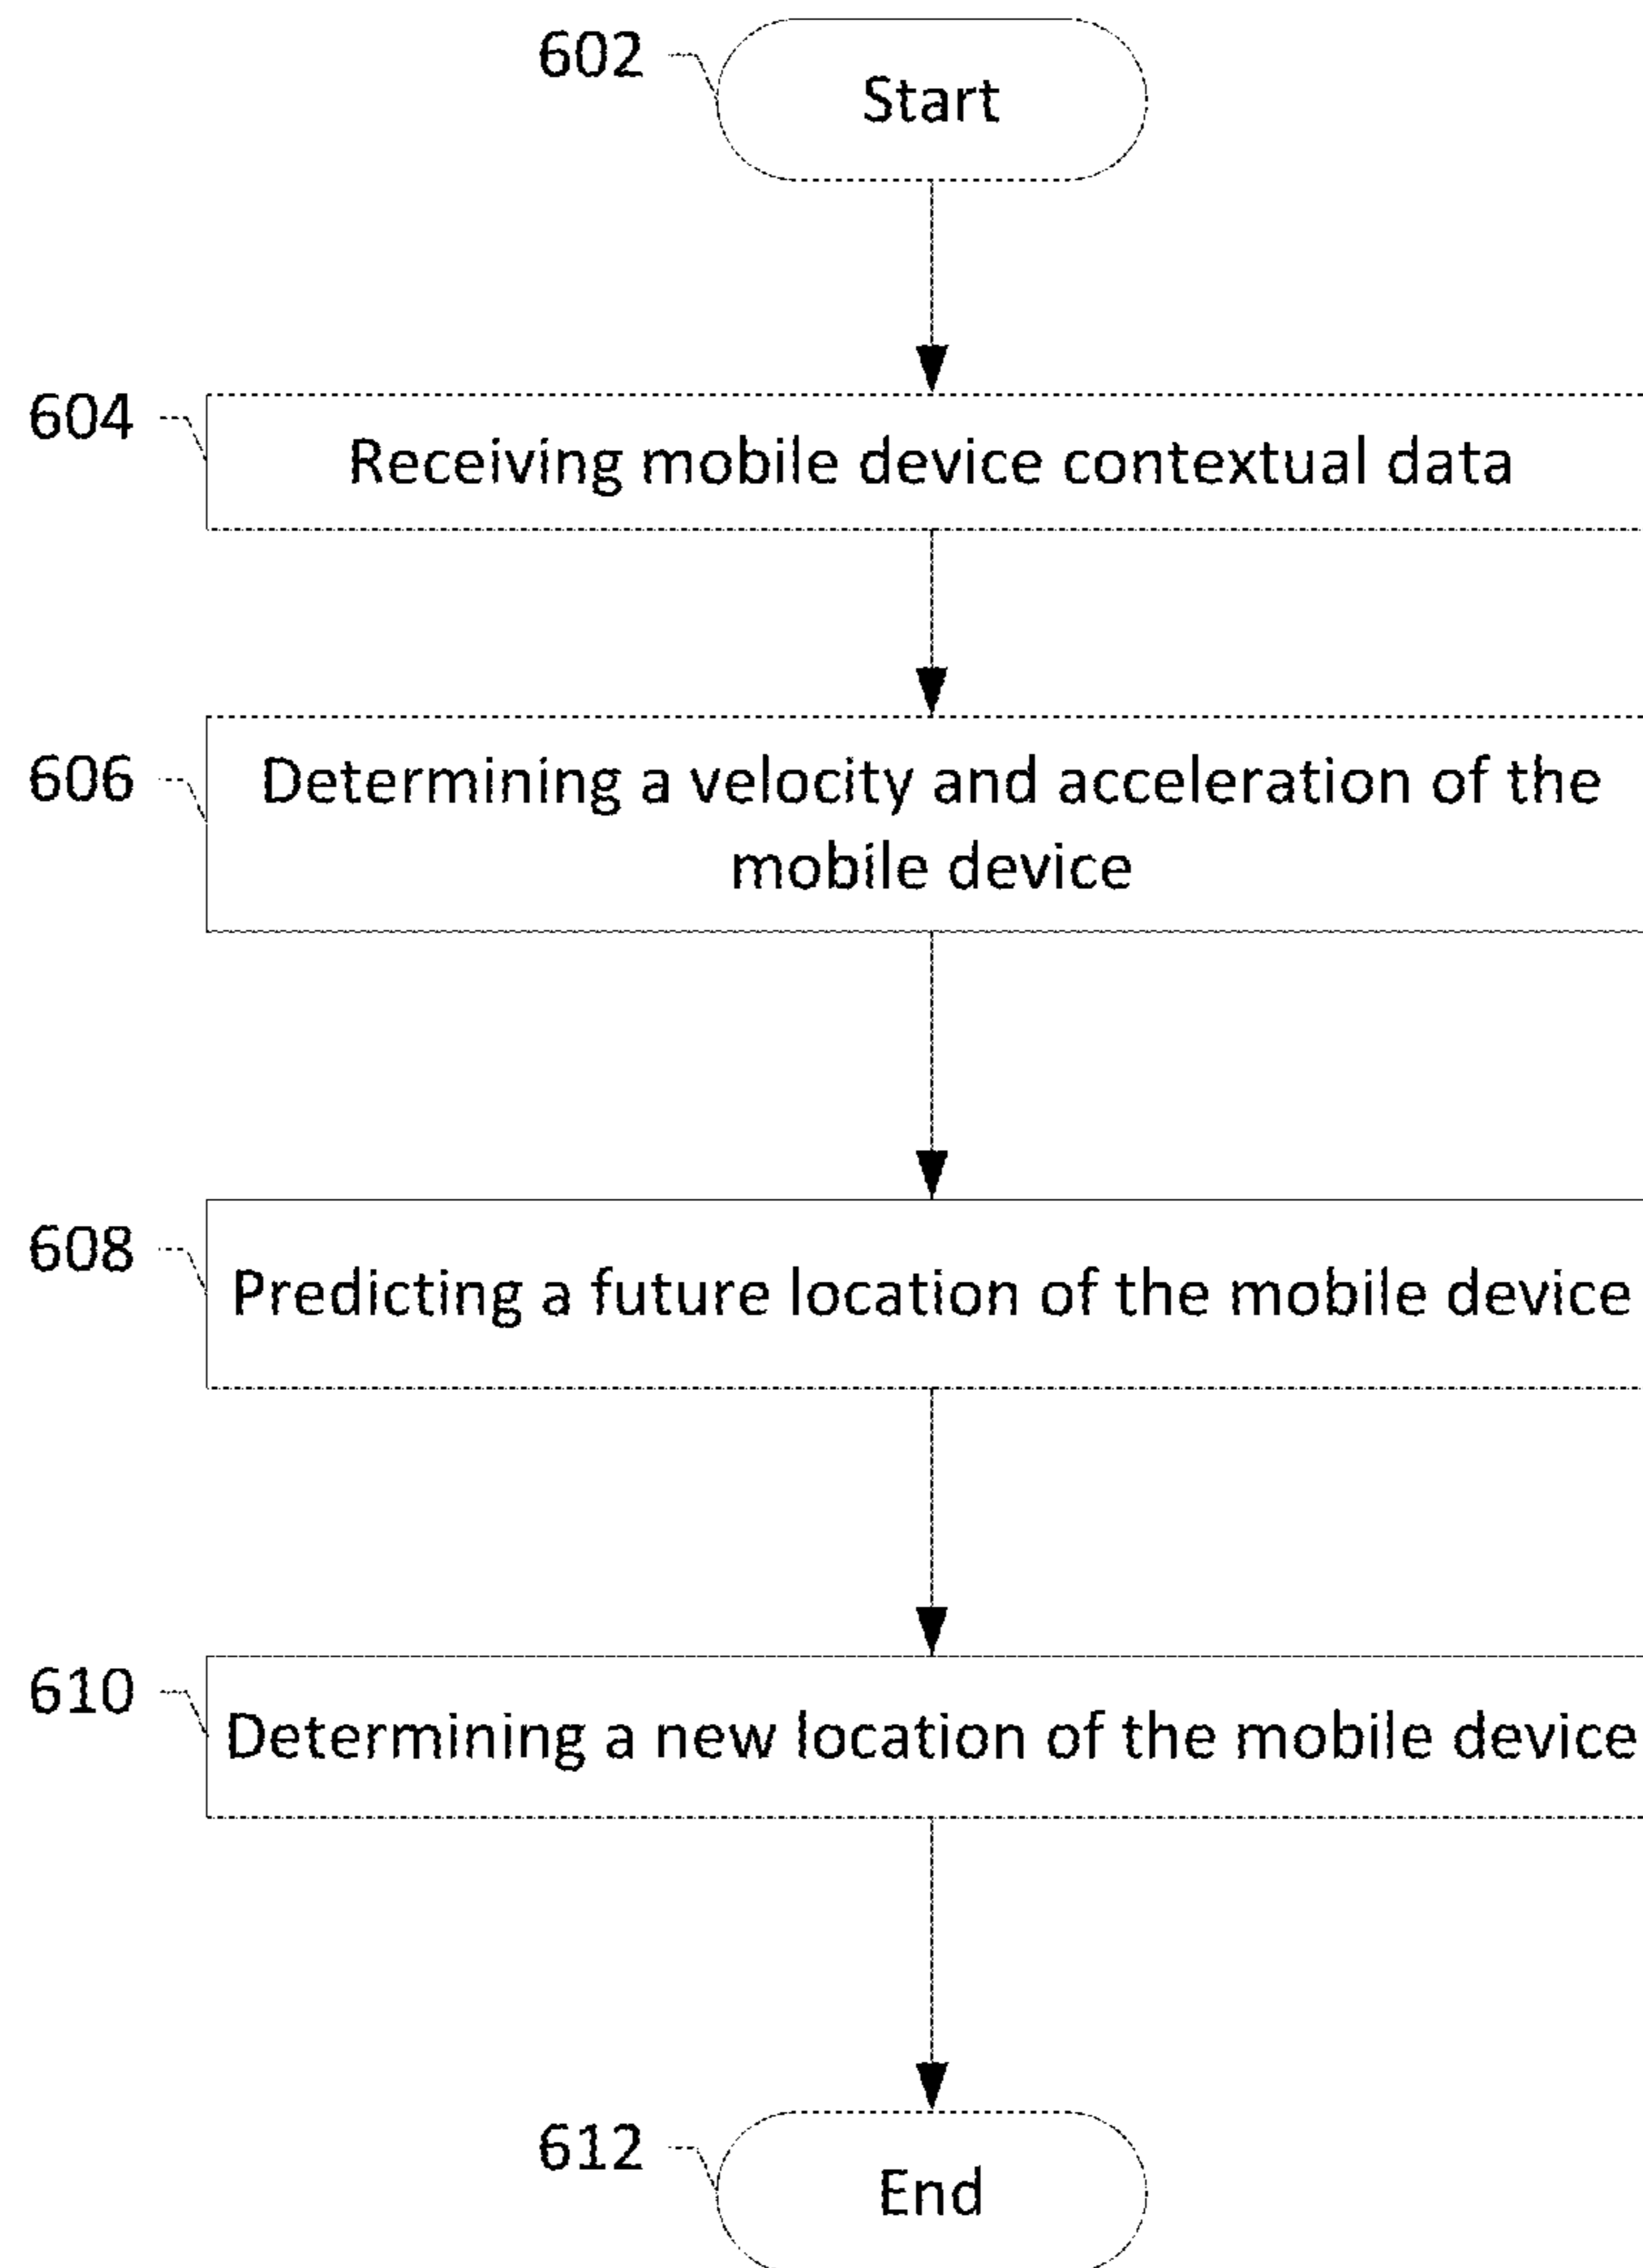 602
Start
604
Receiving mobile device contextual data
606
Determining a velocity and acceleration of the
mobile device
608
Predicting a future location of the mobile device
610
Determining a new location of the mobile device
612
End